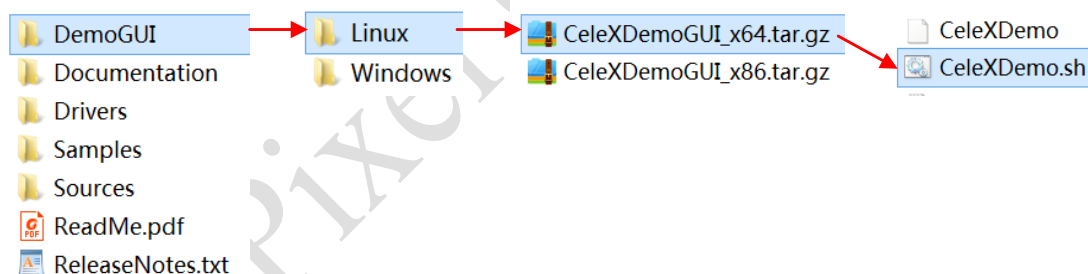 DemoGUI
Documentation
Drivers
Samples
Sources
ReadMe.pdf
ReleaseNotes.txt
Linux
Windows
CeleXDemoGUI_x64.tar.gz
CeleXDemoGUI_x86.tar.gz
CeleXDemo
CeleXDemo.sh
Pixel